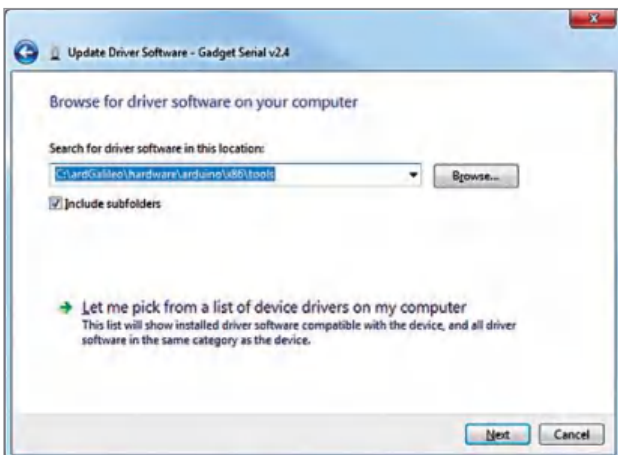 Update Driver Software - Gadget Serial v2.4
Browse for driver software on your computer
Search for driver software in this location:
C:\ardGalileo\hardware\arduino\x86\tools
Browse...
Include subfolders
Let me pick from a list of device drivers on my computer
This list will show installed driver software compatible with the device, and all driver
software in the same category as the device.
Next Cancel